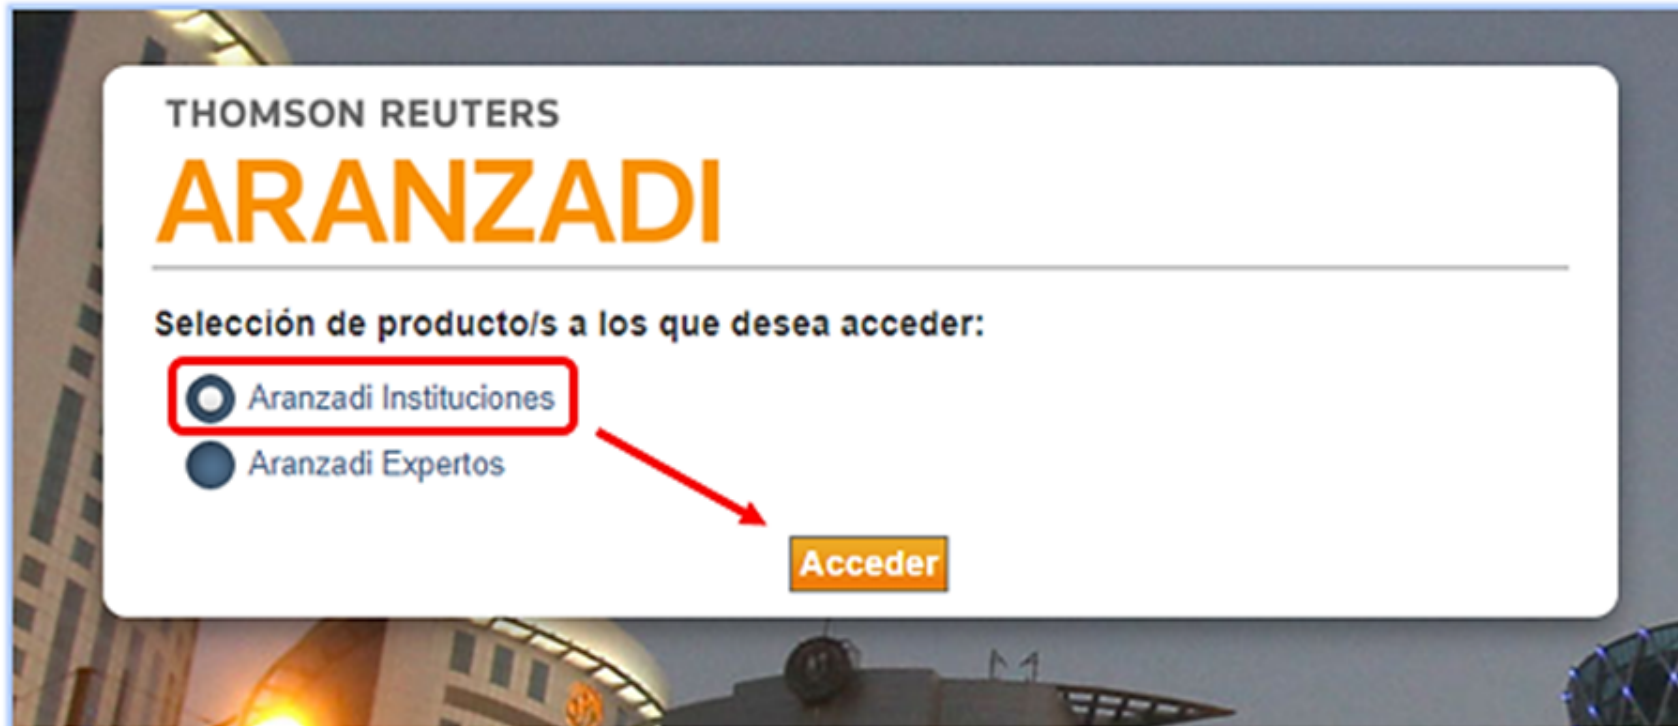 THOMSON REUTERS
ARANZADI
Selección de producto/s a los que desea acceder:
Aranzadi Instituciones
Aranzadi Expertos
Acceder